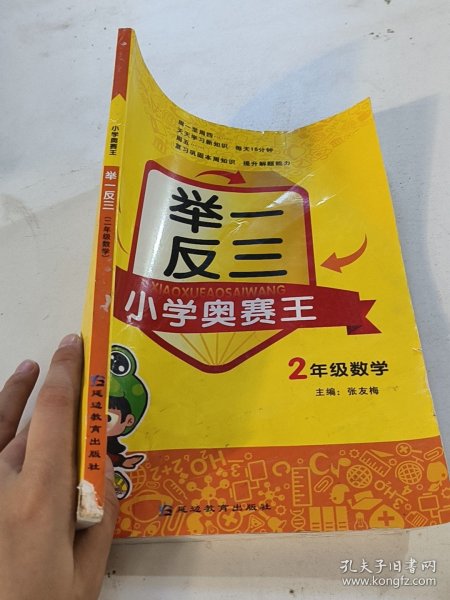 小学奥赛王
举一反三
(二年级数学)
延边教育出版社
周一至周四……
天天学习新知识 每天15分钟
周五……
复习巩固本周知识 提升解题能力
举一
反三
XIAOXUEAOSAIWANG
小学奥赛王
2年级数学
主编：张友梅
延边教育出版社
孔夫子旧书网
www.kongfz.com